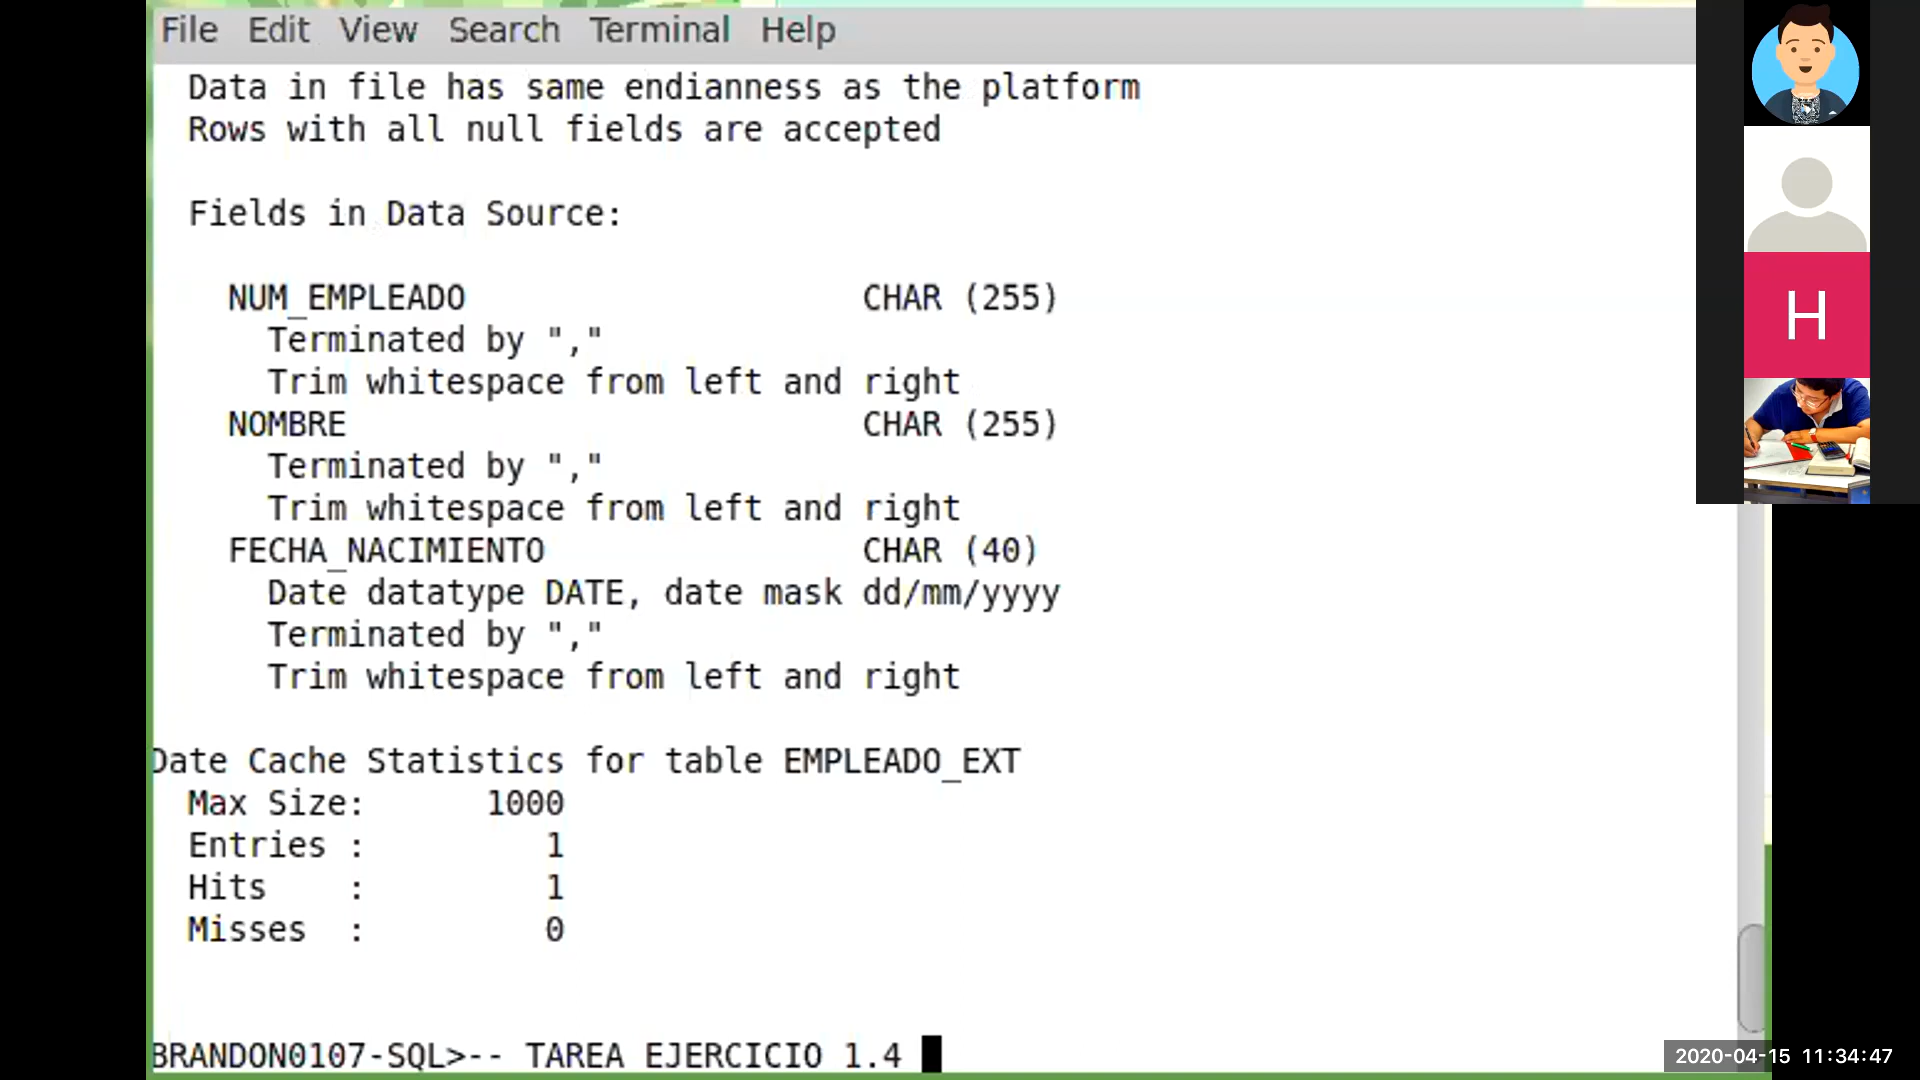 File Edit View Search Terminal Help
Data in file has same endianness as the platform
Rows with all null fields are accepted
Fields in Data Source:
NUM_EMPLEADO CHAR (255)
Terminated by ","
Trim whitespace from left and right
NOMBRE CHAR (255)
Terminated by ","
Trim whitespace from left and right
FECHA_NACIMIENTO CHAR (40)
Date datatype DATE, date mask dd/mm/yyyy
Terminated by ","
Trim whitespace from left and right
Date Cache Statistics for table EMPLEADO_EXT
Max Size: 1000
Entries : 1
Hits : 1
Misses : 0
BRANDON0107-SQL>-- TAREA EJERCICIO 1.4
H
2020-04-15 11:34:47